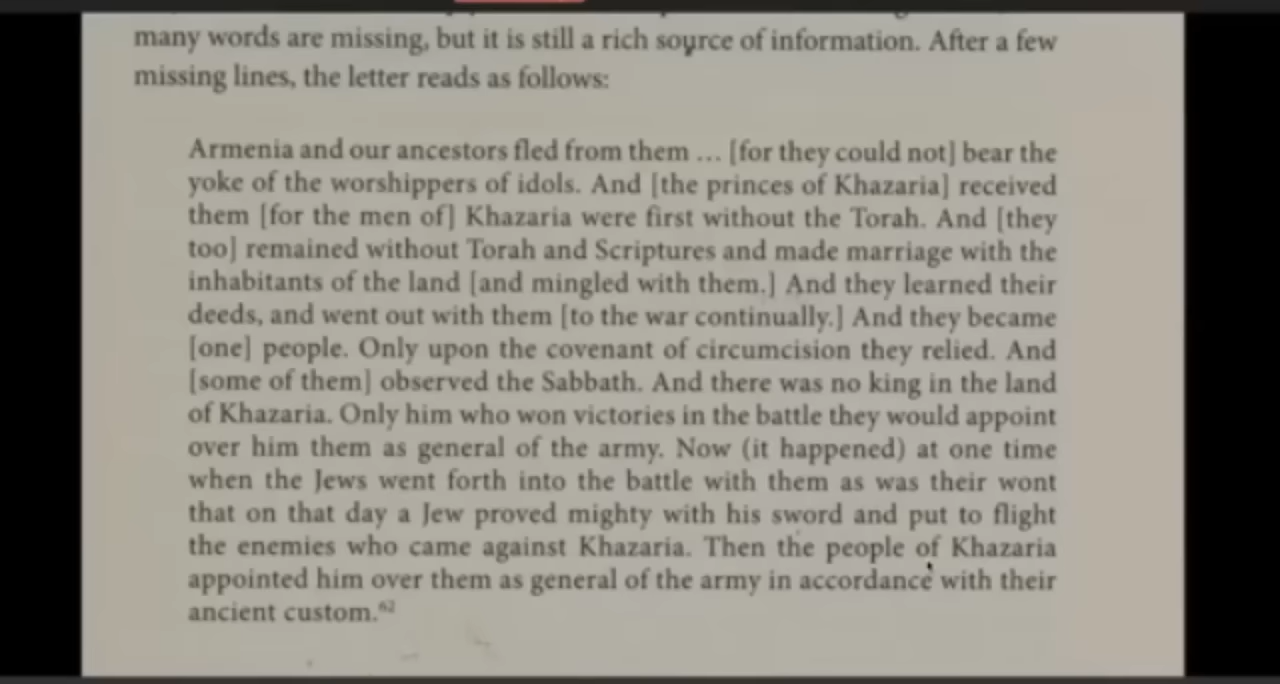 many words are missing, but it is still a rich source of information. After a few
missing lines, the letter reads as follows:
Armenia and our ancestors fled from them ... [for they could not] bear the
yoke of the worshippers of idols. And [the princes of Khazaria] received
them [for the men of] Khazaria were first without the Torah. And [they
too] remained without Torah and Scriptures and made marriage with the
inhabitants of the land [and mingled with them.] And they learned their
deeds, and went out with them [to the war continually.] And they became
[one] people. Only upon the covenant of circumcision they relied. And
[some of them] observed the Sabbath. And there was no king in the land
of Khazaria. Only him who won victories in the battle they would appoint
over him them as general of the army. Now (it happened) at one time
when the Jews went forth into the battle with them as was their wont
that on that day a Jew proved mighty with his sword and put to flight
the enemies who came against Khazaria. Then the people of Khazaria
appointed him over them as general of the army in accordance with their
ancient custom.62